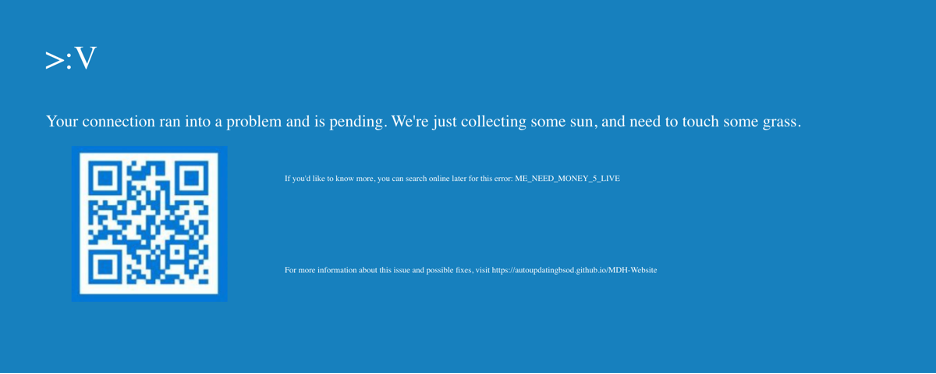 >:V
Your connection ran into a problem and is pending. We're just collecting some sun, and need to touch some grass.
If you'd like to know more, you can search online later for this error: ME_NEED_MONEY_5_LIVE
For more information about this issue and possible fixes, visit https://autoupdatingbsod.github.io/MDH-Website